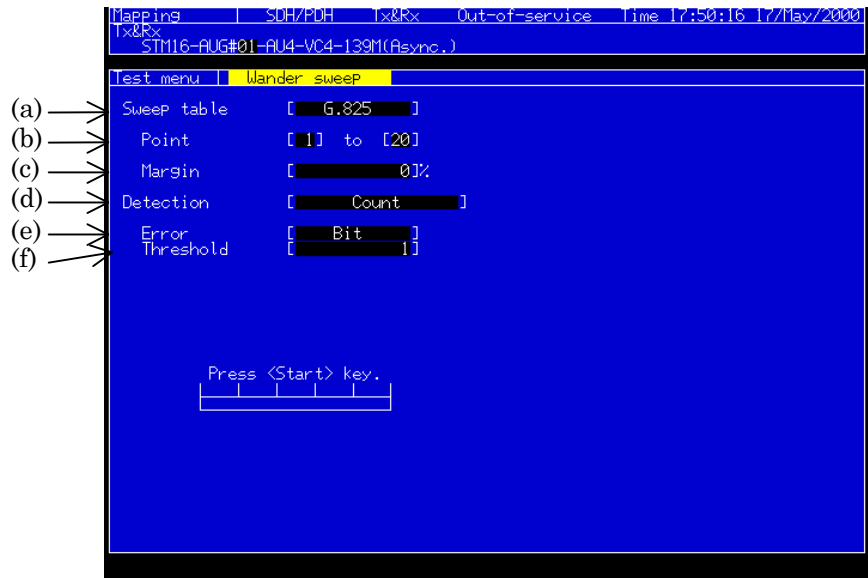 Mapping | SDH/PDH Tx&Rx Out-of-service Time 17:50:16 17/May/2000
Tx&Rx
STM16-AUG#01-AU4-VC4-139M(Async.)
Test menu | Wander sweep
(a) Sweep table [ G.825 ]
(b) Point [ 1] to [20]
(c) Margin [ 0]%
(d) Detection [ Count ]
(e) Error [ Bit ]
(f) Threshold [ 1]
Press <Start> key.